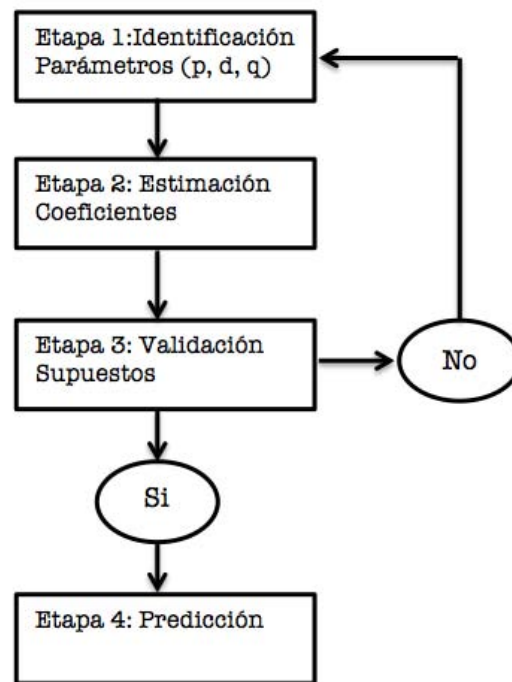 Etapa 1:Identificación
Parámetros (p, d, q)
Etapa 2: Estimación
Coeficientes
Etapa 3: Validación
Supuestos
No
Si
Etapa 4: Predicción